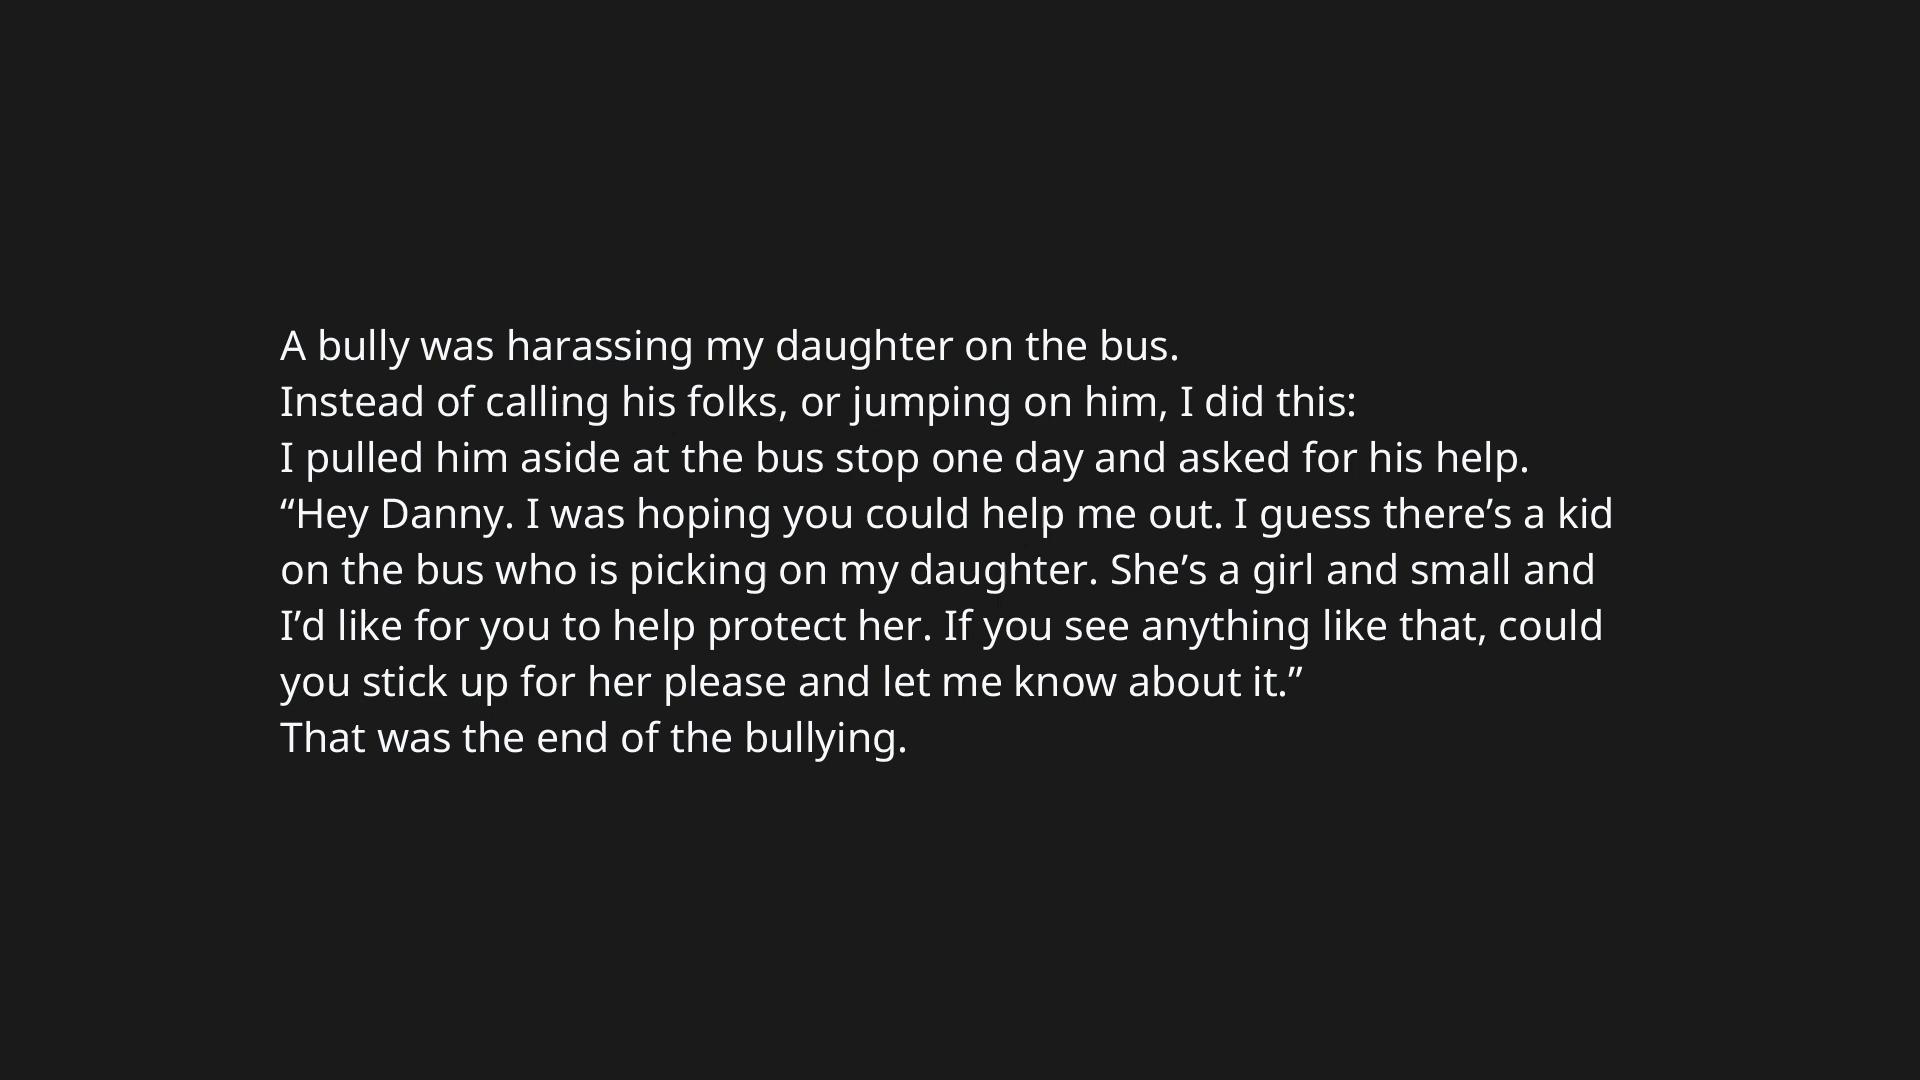 A bully was harassing my daughter on the bus.
Instead of calling his folks, or jumping on him, I did this:
I pulled him aside at the bus stop one day and asked for his help.
“Hey Danny. I was hoping you could help me out. I guess there’s a kid
on the bus who is picking on my daughter. She’s a girl and small and
I’d like for you to help protect her. If you see anything like that, could
you stick up for her please and let me know about it.”
That was the end of the bullying.